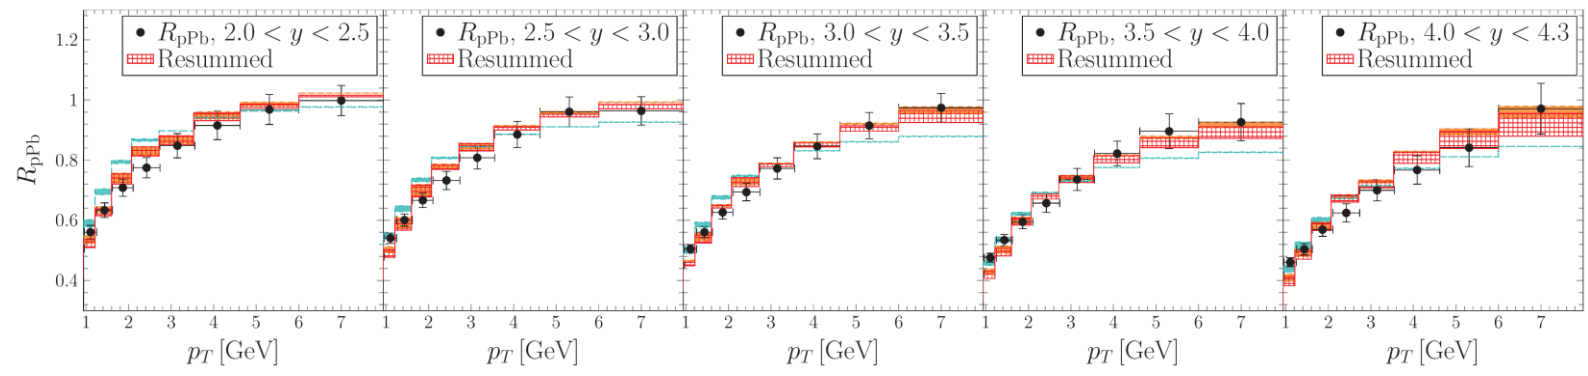 R_pPb, 2.0 < y < 2.5
Resummed
R_pPb, 2.5 < y < 3.0
Resummed
R_pPb, 3.0 < y < 3.5
Resummed
R_pPb, 3.5 < y < 4.0
Resummed
R_pPb, 4.0 < y < 4.3
Resummed
R_pPb
1.2
1
0.8
0.6
0.4
1 2 3 4 5 6 7
1 2 3 4 5 6 7
1 2 3 4 5 6 7
1 2 3 4 5 6 7
1 2 3 4 5 6 7
p_T [GeV]
p_T [GeV]
p_T [GeV]
p_T [GeV]
p_T [GeV]